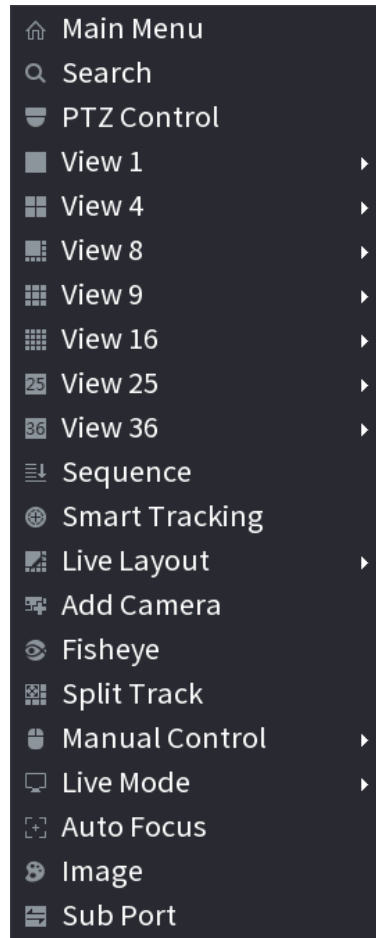 Main Menu
Search
PTZ Control
View 1
View 4
View 8
View 9
View 16
25 View 25
36 View 36
Sequence
Smart Tracking
Live Layout
Add Camera
Fisheye
Split Track
Manual Control
Live Mode
Auto Focus
Image
Sub Port